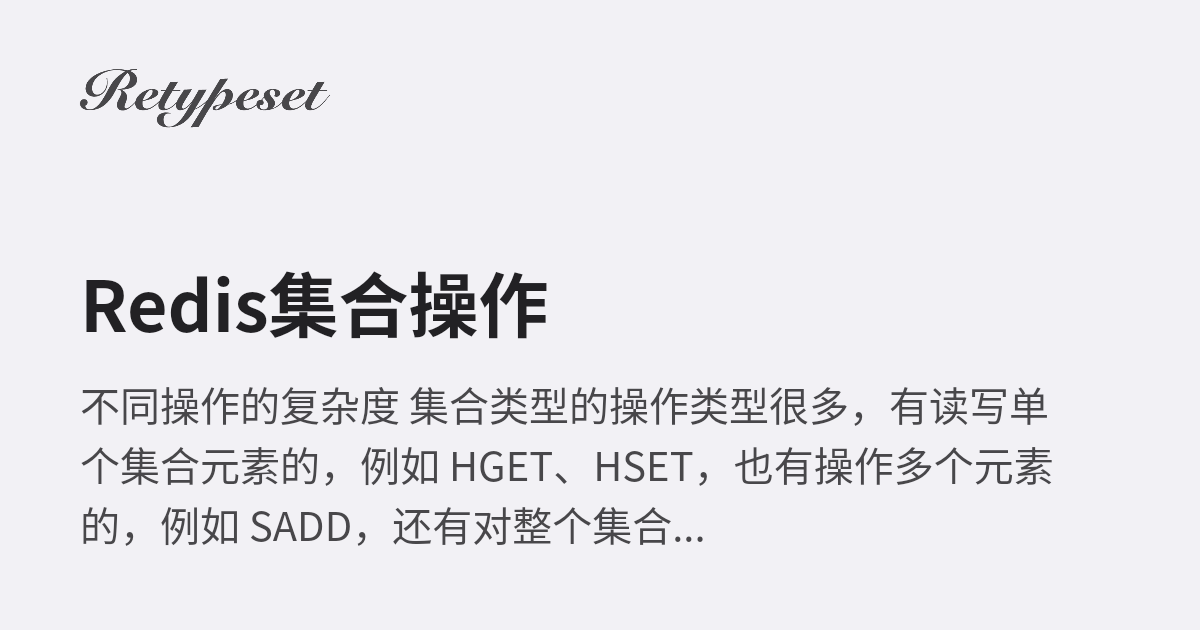 Retypeset
Redis集合操作
不同操作的复杂度 集合类型的操作类型很多，有读写单
个集合元素的，例如 HGET、HSET，也有操作多个元素
的，例如 SADD，还有对整个集合...